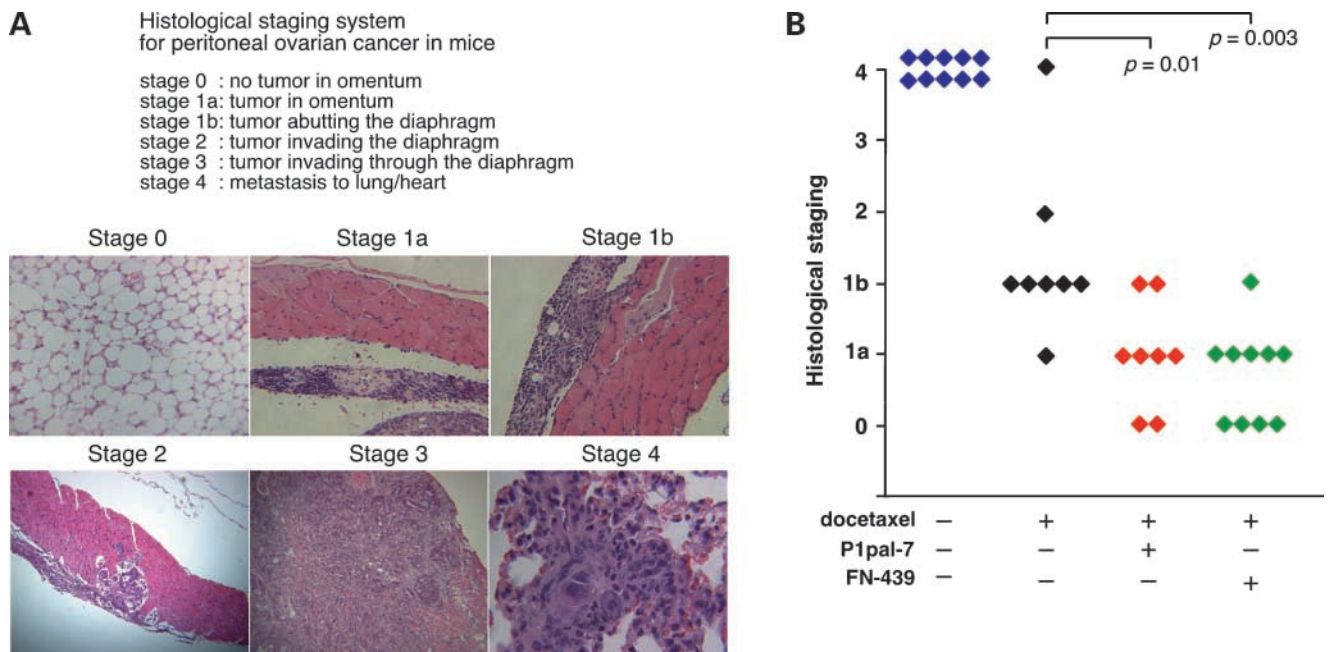 A
Histological staging system
for peritoneal ovarian cancer in mice
stage 0 : no tumor in omentum
stage 1a: tumor in omentum
stage 1b: tumor abutting the diaphragm
stage 2 : tumor invading the diaphragm
stage 3 : tumor invading through the diaphragm
stage 4 : metastasis to lung/heart
Stage 0 Stage 1a Stage 1b
Stage 2 Stage 3 Stage 4
B
p = 0.003
p = 0.01
Histological staging
4
3
2
1b
1a
0
docetaxel – + + +
P1pal-7 – – + –
FN-439 – – – +